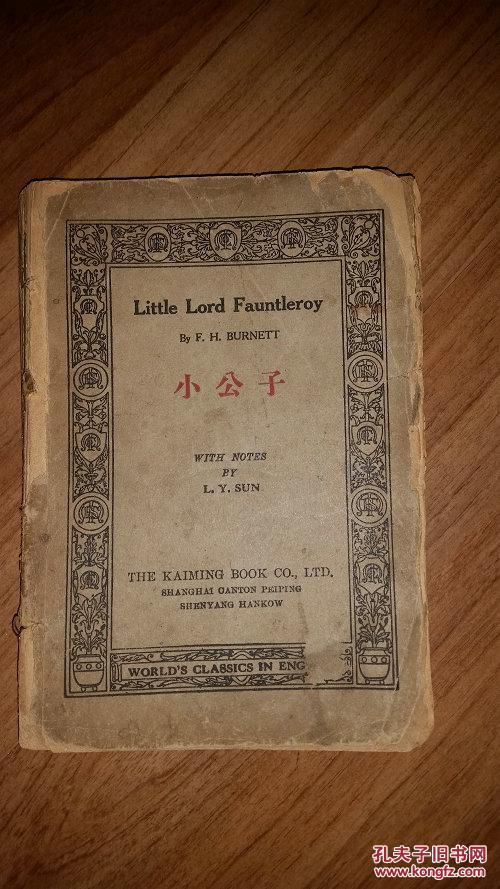 Little Lord Fauntleroy
By F. H. BURNETT
小公子
WITH NOTES
BY
L. Y. SUN
THE KAIMING BOOK CO., LTD.
SHANGHAI CANTON PEIPING
SHENYANG HANKOW
WORLD'S CLASSICS IN ENG
孔夫子旧书网
www.kongfz.com